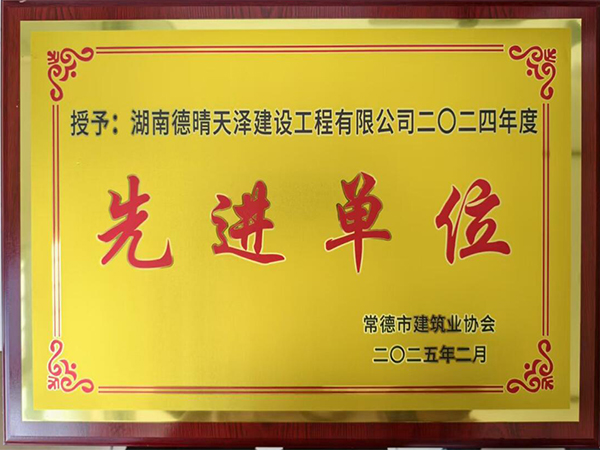 授予：湖南德晴天泽建设工程有限公司二〇二四年度
先进单位
常德市建筑业协会
二〇二五年二月